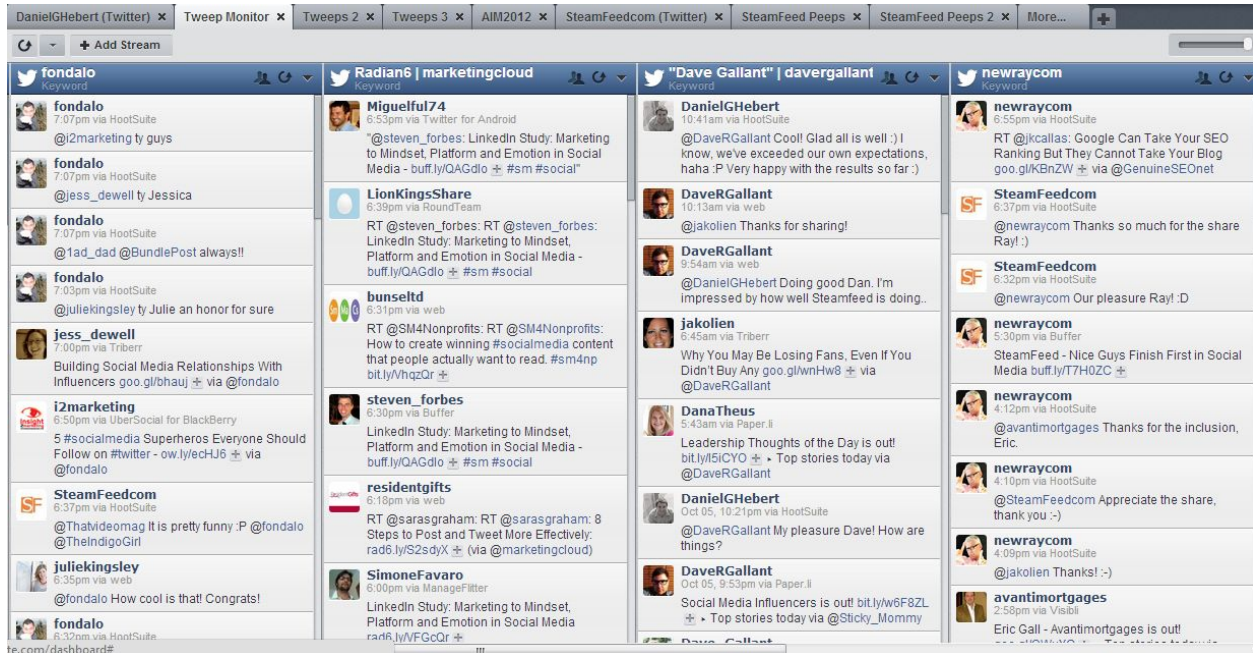 DanielGHebert (Twitter) × Tweep Monitor × Tweeps 2 × Tweeps 3 × AIM2012 × SteamFeedcom (Twitter) × SteamFeed Peeps × SteamFeed Peeps 2 × More...
Add Stream
fondalo
Keyword
fondalo
7:07pm via HootSuite
@i2marketing ty guys
fondalo
7:07pm via HootSuite
@jess_dewell ty Jessica
fondalo
7:07pm via HootSuite
@1ad_dad @BundlePost always!!
fondalo
7:03pm via HootSuite
@juliekingsley ty Julie an honor for sure
jess_dewell
7:00pm via Triberr
Building Social Media Relationships With
Influencers goo.gl/bhauj via @fondalo
i2marketing
6:50pm via UberSocial for BlackBerry
5 #socialmedia Superheros Everyone Should
Follow on #twitter - ow.ly/ecHJ6 via
@fondalo
SteamFeedcom
6:37pm via HootSuite
@Thatvideomag It is pretty funny :P @fondalo
@TheIndigoGirl
juliekingsley
6:35pm via web
@fondalo How cool is that! Congrats!
fondalo
6:32pm via HootSuite
Radian6 | marketingcloud
Keyword
Miguelful74
6:53pm via Twitter for Android
"@steven_forbes: LinkedIn Study: Marketing
to Mindset, Platform and Emotion in Social
Media - buff.ly/QAGdlo #sm #social"
LionKingsShare
6:39pm via RoundTeam
RT @steven_forbes: RT @steven_forbes:
LinkedIn Study: Marketing to Mindset,
Platform and Emotion in Social Media -
buff.ly/QAGdlo #sm #social
bunseltd
6:31pm via web
RT @SM4Nonprofits: RT @SM4Nonprofits:
How to create winning #socialmedia content
that people actually want to read. #sm4np
bit.ly/VhqzQr
steven_forbes
6:30pm via Buffer
LinkedIn Study: Marketing to Mindset,
Platform and Emotion in Social Media -
buff.ly/QAGdlo #sm #social
residentgifts
6:18pm via web
RT @sarasgraham: RT @sarasgraham: 8
Steps to Post and Tweet More Effectively:
rad6.ly/S2sdyX (via @marketingcloud)
SimoneFavaro
6:00pm via ManageFlitter
LinkedIn Study: Marketing to Mindset,
Platform and Emotion in Social Media
rad6.ly/VFGcQr
"Dave Gallant" | davergallant
Keyword
DanielGHebert
10:41am via HootSuite
@DaveRGallant Cool! Glad all is well :) I
know, we've exceeded our own expectations,
haha :P Very happy with the results so far :)
DaveRGallant
10:13am via web
@jakolien Thanks for sharing!
DaveRGallant
9:54am via web
@DanielGHebert Doing good Dan. I'm
impressed by how well Steamfeed is doing..
jakolien
6:45am via Triberr
Why You May Be Losing Fans, Even If You
Didn't Buy Any goo.gl/wnHw8 via
@DaveRGallant
DanaTheus
5:43am via Paper.li
Leadership Thoughts of the Day is out!
bit.ly/I5iCYO ▸ Top stories today via
@DaveRGallant
DanielGHebert
Oct 05, 10:21pm via HootSuite
@DaveRGallant My pleasure Dave! How are
things?
DaveRGallant
Oct 05, 9:53pm via Paper.li
Social Media Influencers is out! bit.ly/w6F8ZL
▸ Top stories today via @Sticky_Mommy
Dave_Gallant
newraycom
Keyword
newraycom
6:55pm via HootSuite
RT @jkcallas: Google Can Take Your SEO
Ranking But They Cannot Take Your Blog
goo.gl/KBnZW via @GenuineSEOnet
SteamFeedcom
6:37pm via HootSuite
@newraycom Thanks so much for the share
Ray! :)
SteamFeedcom
6:32pm via HootSuite
@newraycom Our pleasure Ray! :D
newraycom
5:30pm via Buffer
SteamFeed - Nice Guys Finish First in Social
Media buff.ly/T7H0ZC
newraycom
4:12pm via HootSuite
@avantimortgages Thanks for the inclusion,
Eric.
newraycom
4:10pm via HootSuite
@SteamFeedcom Appreciate the share,
thank you :-)
newraycom
4:09pm via HootSuite
@jakolien Thanks! :-)
avantimortgages
2:58pm via Visibli
Eric Gall - Avantimortgages is out!
te.com/dashboard#